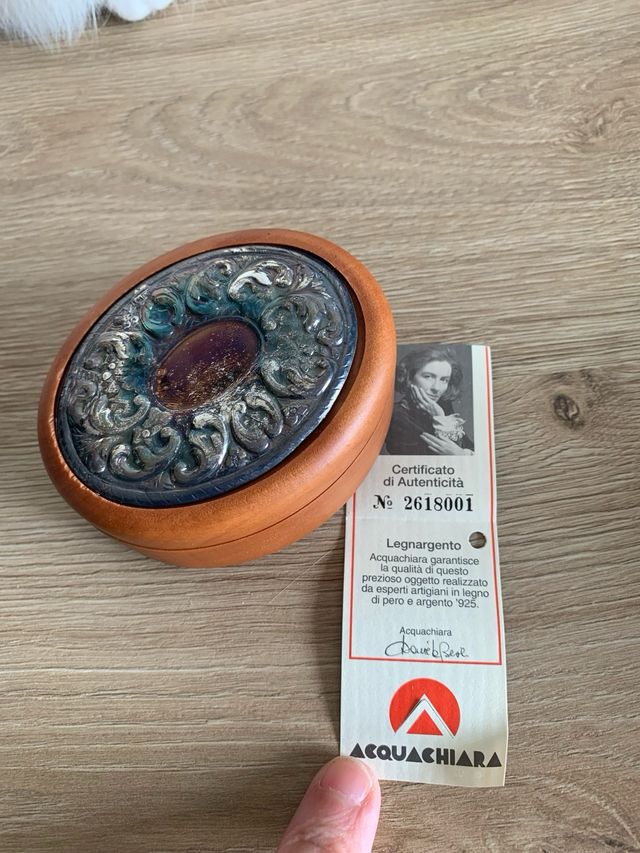 Certificato
di Autenticità
№ 2618001
Legnargento
Acquachiara garantisce
la qualità di questo
prezioso oggetto realizzato
da esperti artigiani in legno
di pero e argento '925.
Acquachiara
ACQUACHIARA